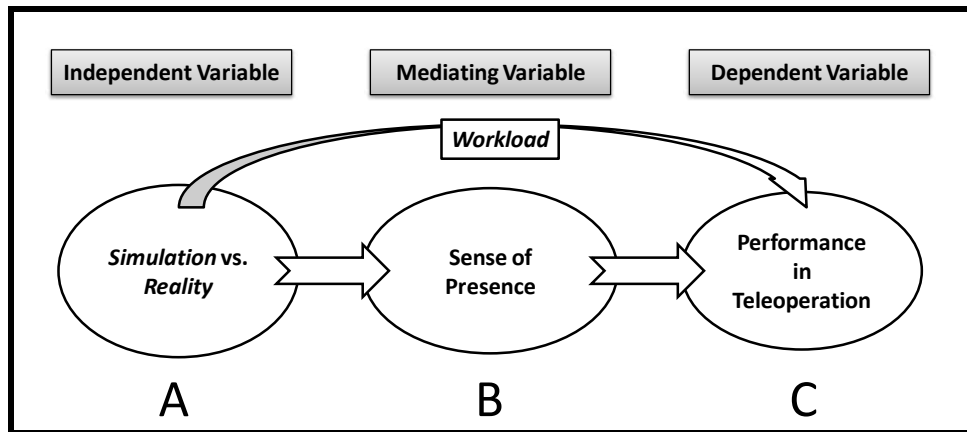 Independent Variable
Mediating Variable
Dependent Variable
Workload
Simulation vs.
Reality
Sense of
Presence
Performance
in
Teleoperation
A
B
C